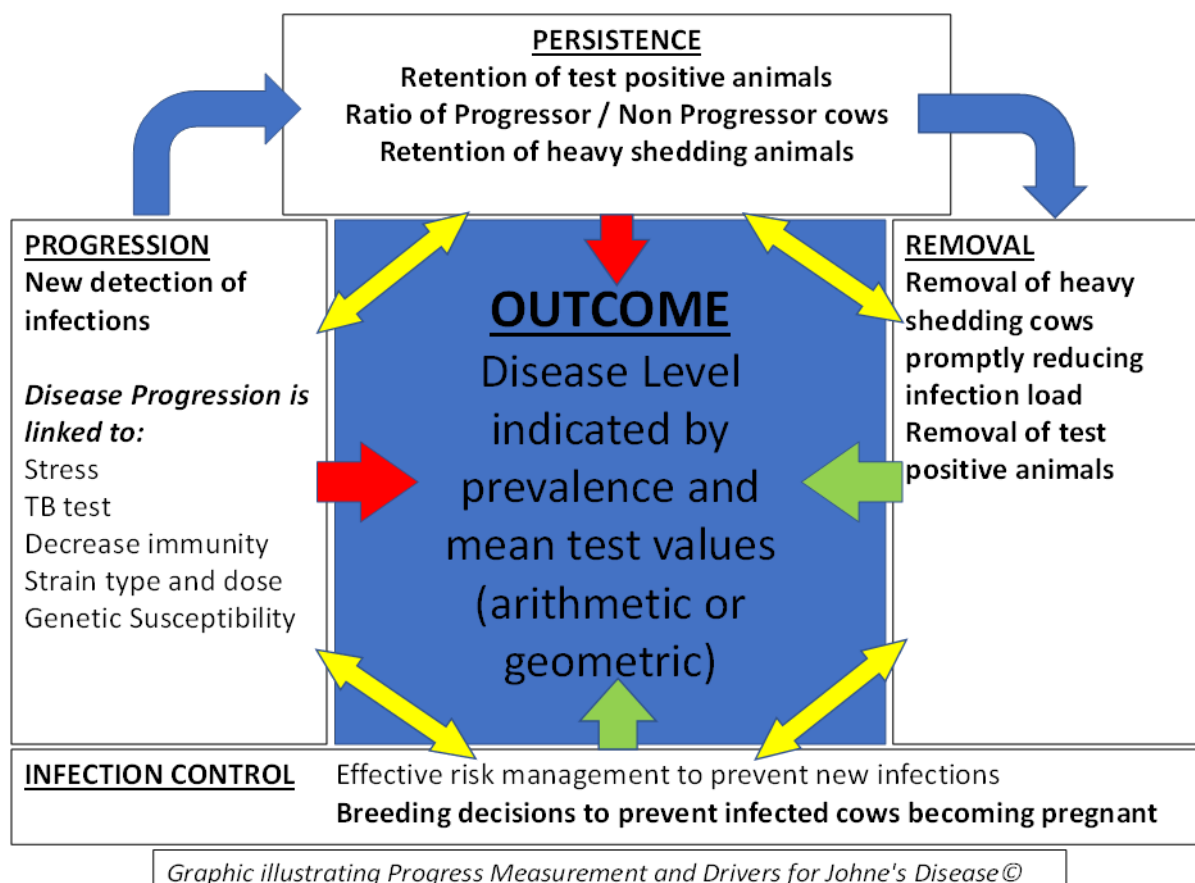 PERSISTENCE
Retention of test positive animals
Ratio of Progressor / Non Progressor cows
Retention of heavy shedding animals
PROGRESSION
New detection of
infections
Disease Progression is
linked to:
Stress
TB test
Decrease immunity
Strain type and dose
Genetic Susceptibility
OUTCOME
Disease Level
indicated by
prevalence and
mean test values
(arithmetic or
geometric)
REMOVAL
Removal of heavy
shedding cows
promptly reducing
infection load
Removal of test
positive animals
INFECTION CONTROL Effective risk management to prevent new infections
Breeding decisions to prevent infected cows becoming pregnant
Graphic illustrating Progress Measurement and Drivers for Johne's Disease©